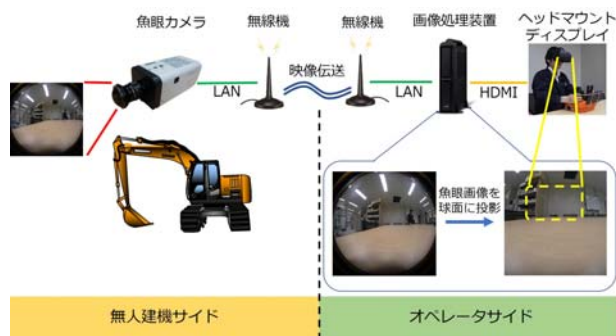 魚眼カメラ
無線機
無線機
画像処理装置
ヘッドマウント
ディスプレイ
LAN
映像伝送
LAN
HDMI
魚眼画像を
球面に投影
無人建機サイド
オペレータサイド